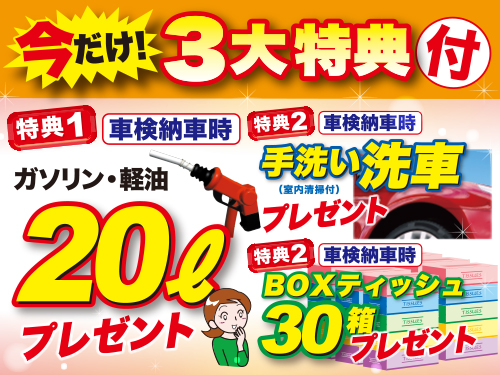 今だけ! 3大特典付
特典1 車検納車時
ガソリン・軽油
20ℓ
プレゼント
特典2 車検納車時
手洗い洗車
(室内清掃付)
プレゼント
特典2 車検納車時
BOXティッシュ
30箱
プレゼント
TISSUES
TISSUES
TISSUES